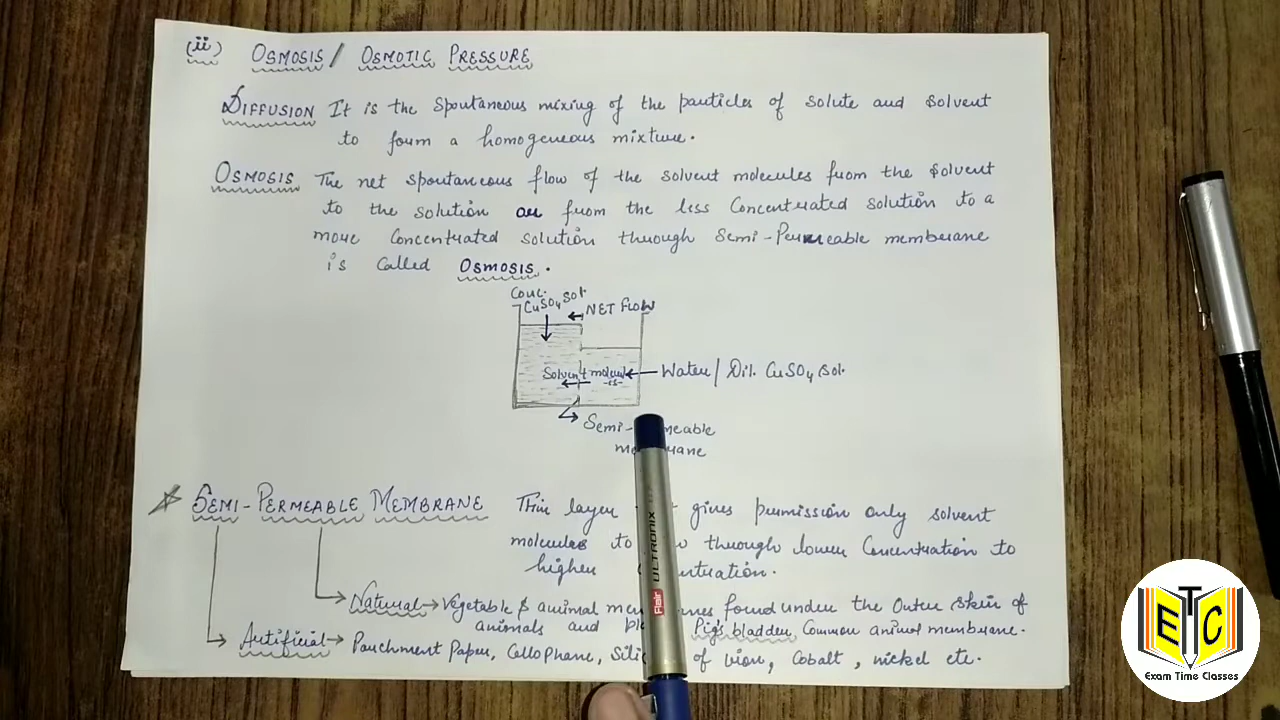 (ii) OSMOSIS / OSMOTIC PRESSURE
DIFFUSION It is the spontaneous mixing of the particles of solute and solvent
to form a homogeneous mixture.
OSMOSIS The net spontaneous flow of the solvent molecules from the solvent
to the solution or from the less concentrated solution to a
more concentrated solution through semi-permeable membrane
is called OSMOSIS.
Conc.
CuSO4 sol.
NET FLOW
Solvent molecul
es
Water / Dil. CuSO4 sol.
Semi-meable
SEMI-PERMEABLE MEMBRANE Thin layer gives permission only solvent
molecules to through lower concentration to
higher
Natural → Vegetable & animal found under the outer skin of
animals and Pig's bladder, Common animal membrane.
Artificial → Parchment Paper, Cellophane, of iron, cobalt, nickel etc.
Flair ULTRONIX
ETC
Exam Time Classes